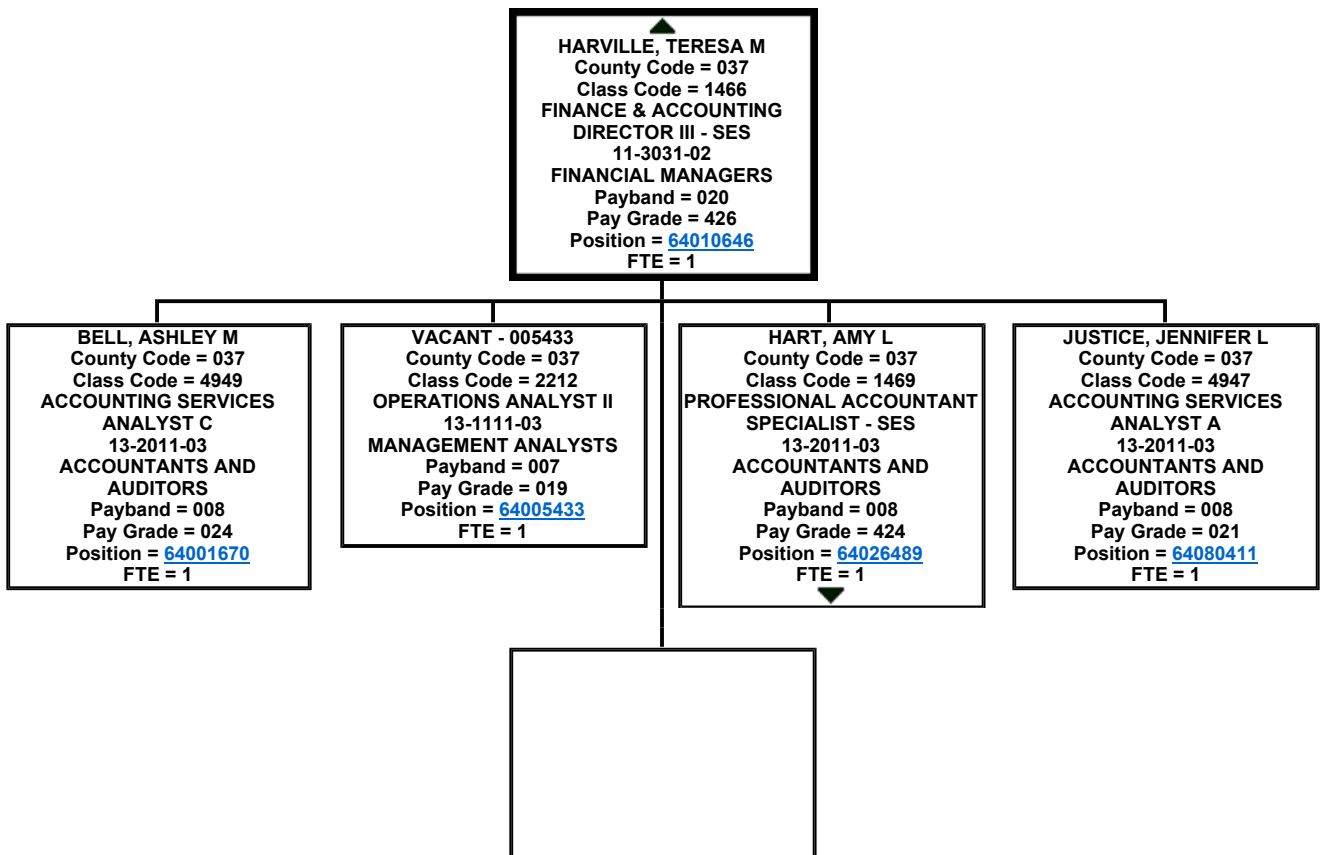 HARVILLE, TERESA M
County Code = 037
Class Code = 1466
FINANCE & ACCOUNTING
DIRECTOR III - SES
11-3031-02
FINANCIAL MANAGERS
Payband = 020
Pay Grade = 426
Position = 64010646
FTE = 1
BELL, ASHLEY M
County Code = 037
Class Code = 4949
ACCOUNTING SERVICES
ANALYST C
13-2011-03
ACCOUNTANTS AND
AUDITORS
Payband = 008
Pay Grade = 024
Position = 64001670
FTE = 1
VACANT - 005433
County Code = 037
Class Code = 2212
OPERATIONS ANALYST II
13-1111-03
MANAGEMENT ANALYSTS
Payband = 007
Pay Grade = 019
Position = 64005433
FTE = 1
HART, AMY L
County Code = 037
Class Code = 1469
PROFESSIONAL ACCOUNTANT
SPECIALIST - SES
13-2011-03
ACCOUNTANTS AND
AUDITORS
Payband = 008
Pay Grade = 424
Position = 64026489
FTE = 1
JUSTICE, JENNIFER L
County Code = 037
Class Code = 4947
ACCOUNTING SERVICES
ANALYST A
13-2011-03
ACCOUNTANTS AND
AUDITORS
Payband = 008
Pay Grade = 021
Position = 64080411
FTE = 1